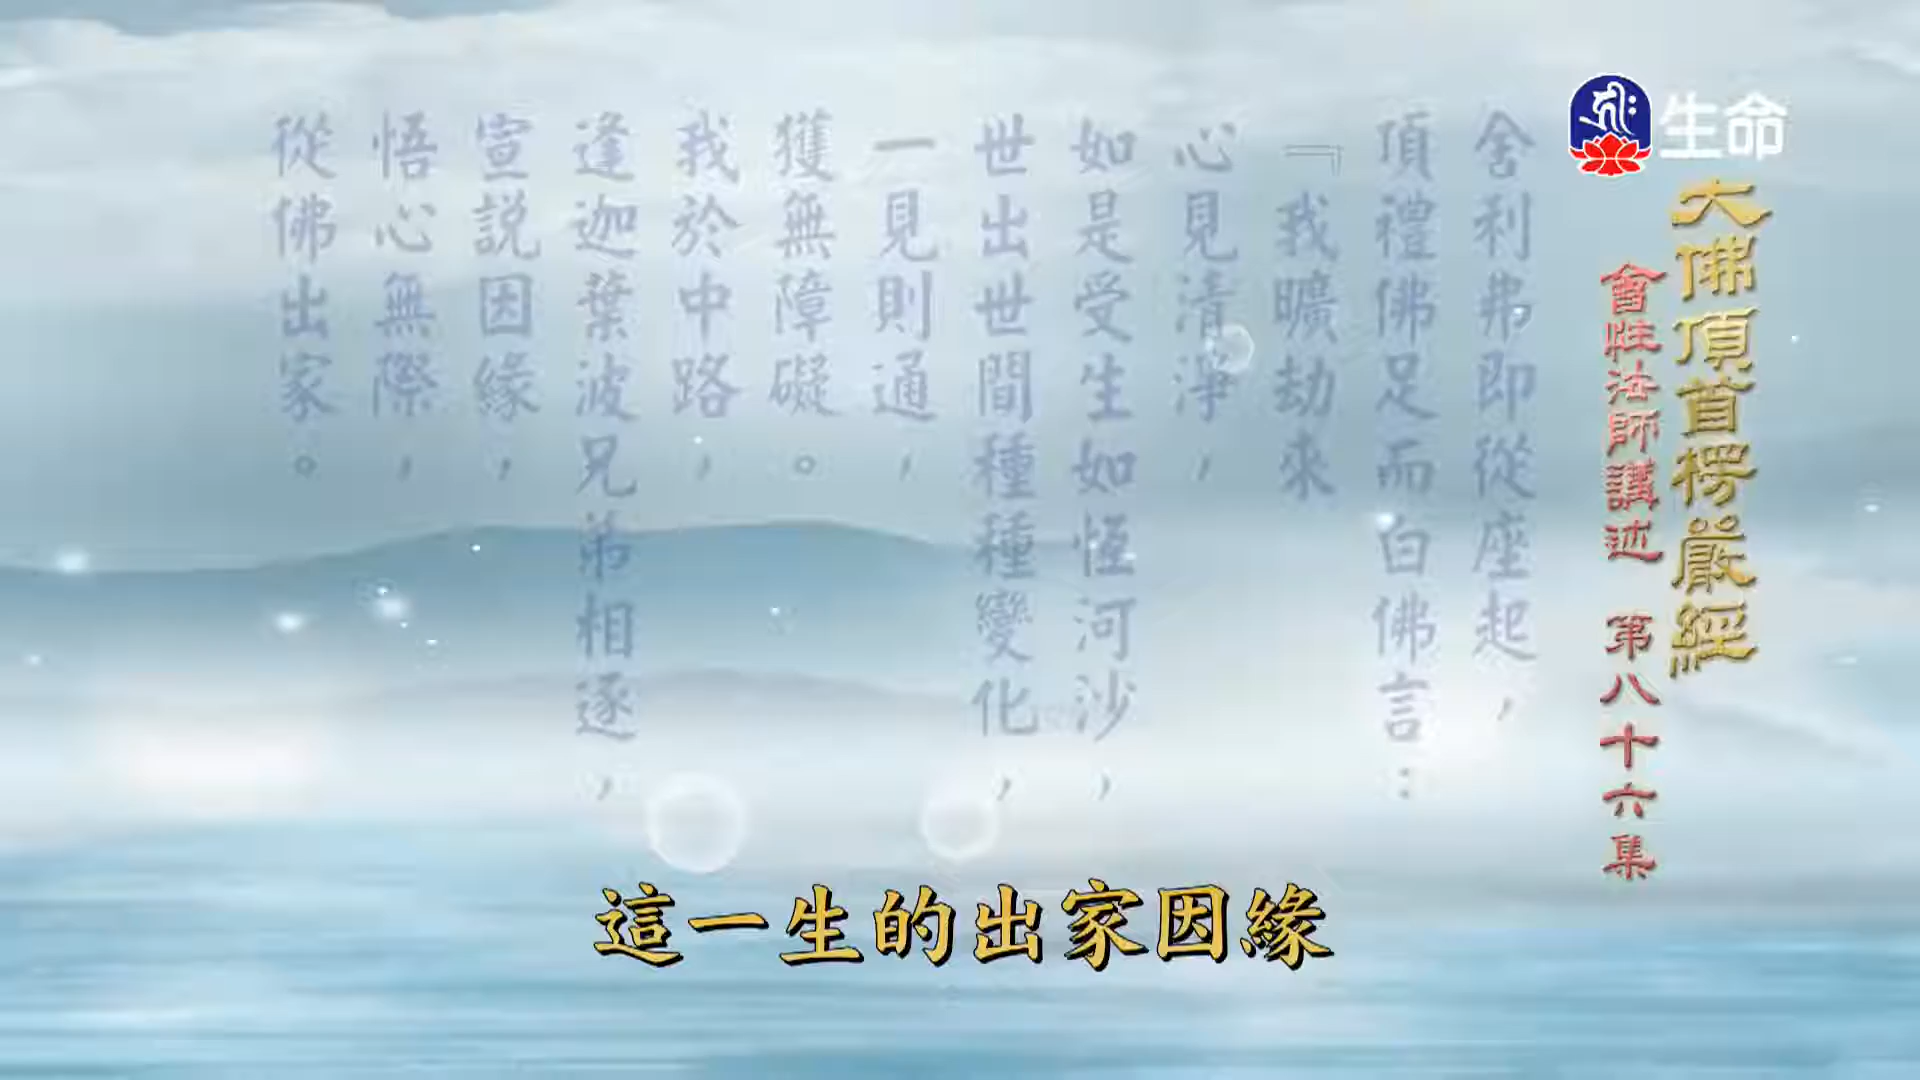 生命
大佛頂首楞嚴經
會性法師講述 第八十六集
舍利弗即從座起，
頂禮佛足而白佛言：
『我曠劫來
心見清淨，
如是受生如恆河沙，
世出世間種種變化，
一見則通，
獲無障礙。
我於中路，
逢迦葉波兄弟相逐，
宣説因緣，
悟心無際，
從佛出家。
這一生的出家因緣